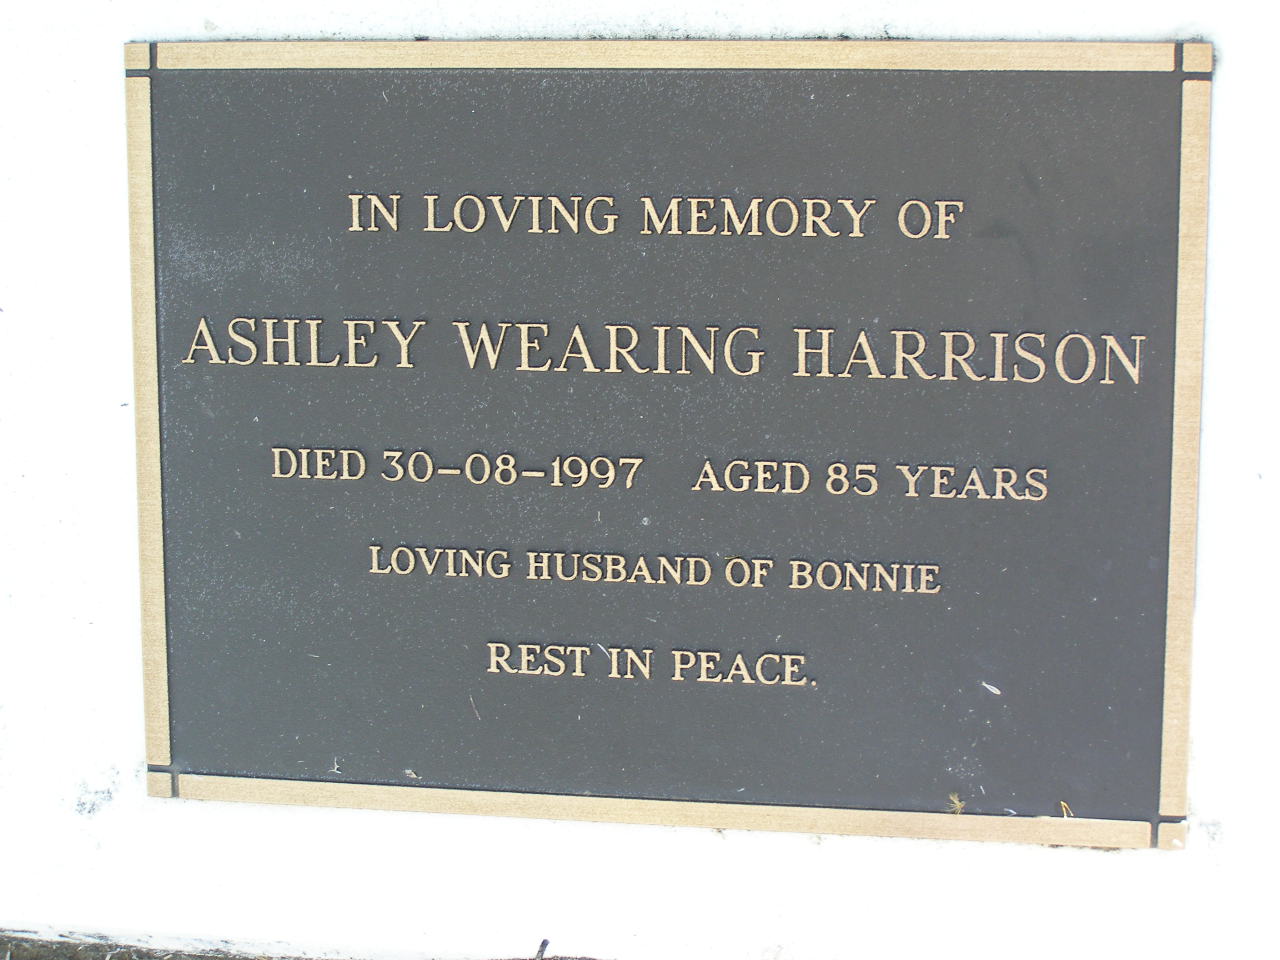 IN LOVING MEMORY OF
ASHLEY WEARING HARRISON
DIED 30-08-1997 AGED 85 YEARS
LOVING HUSBAND OF BONNIE
REST IN PEACE.